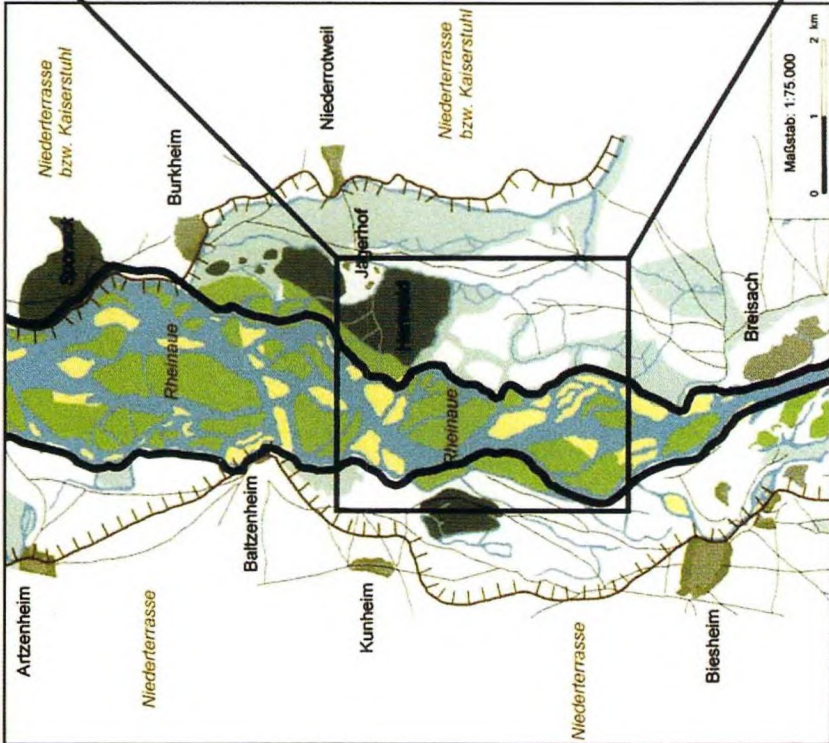 Artzenheim
Niederterrasse
Baltzenheim
Kunheim
Niederterrasse
Biesheim
Rheinaue
Rheinaue
Sponeck
Niederterrasse
bzw. Kaiserstuhl
Burkheim
Niederrotweil
Jägerhof
Niederterrasse
bzw. Kaiserstuhl
Breisach
Maßstab: 1:75.000
0 1 2 km